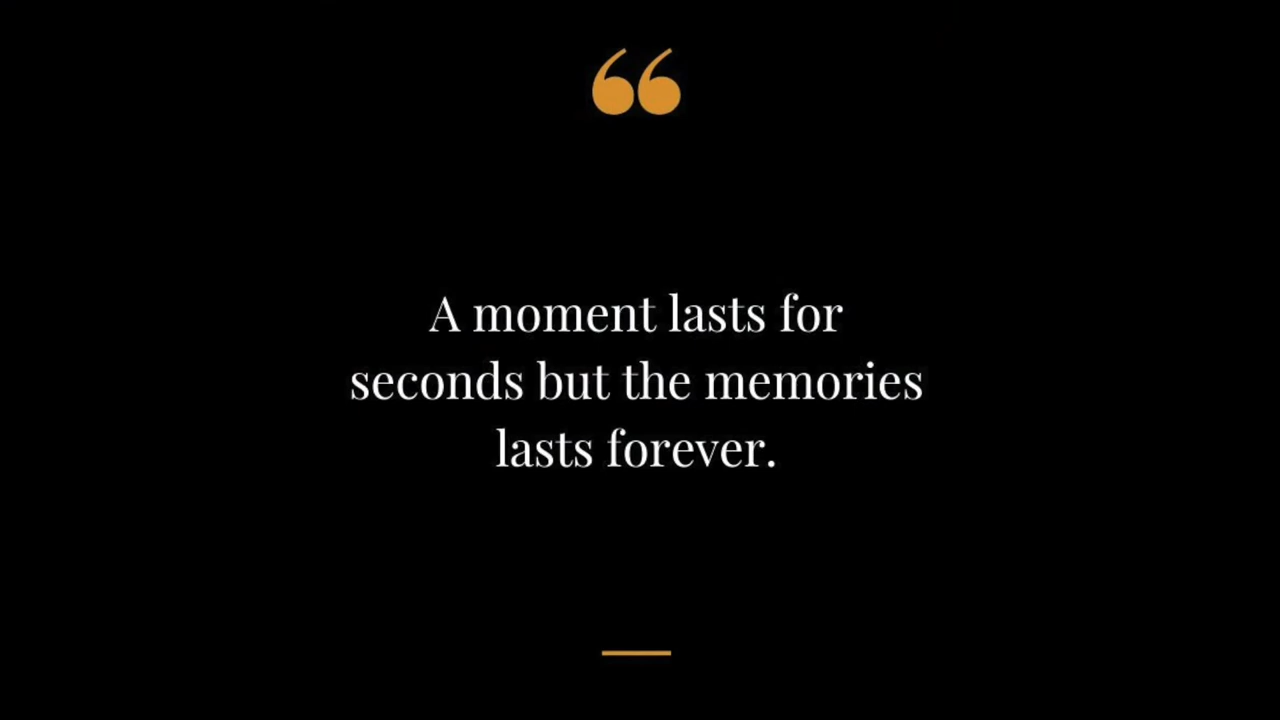 “
A moment lasts for
seconds but the memories
lasts forever.